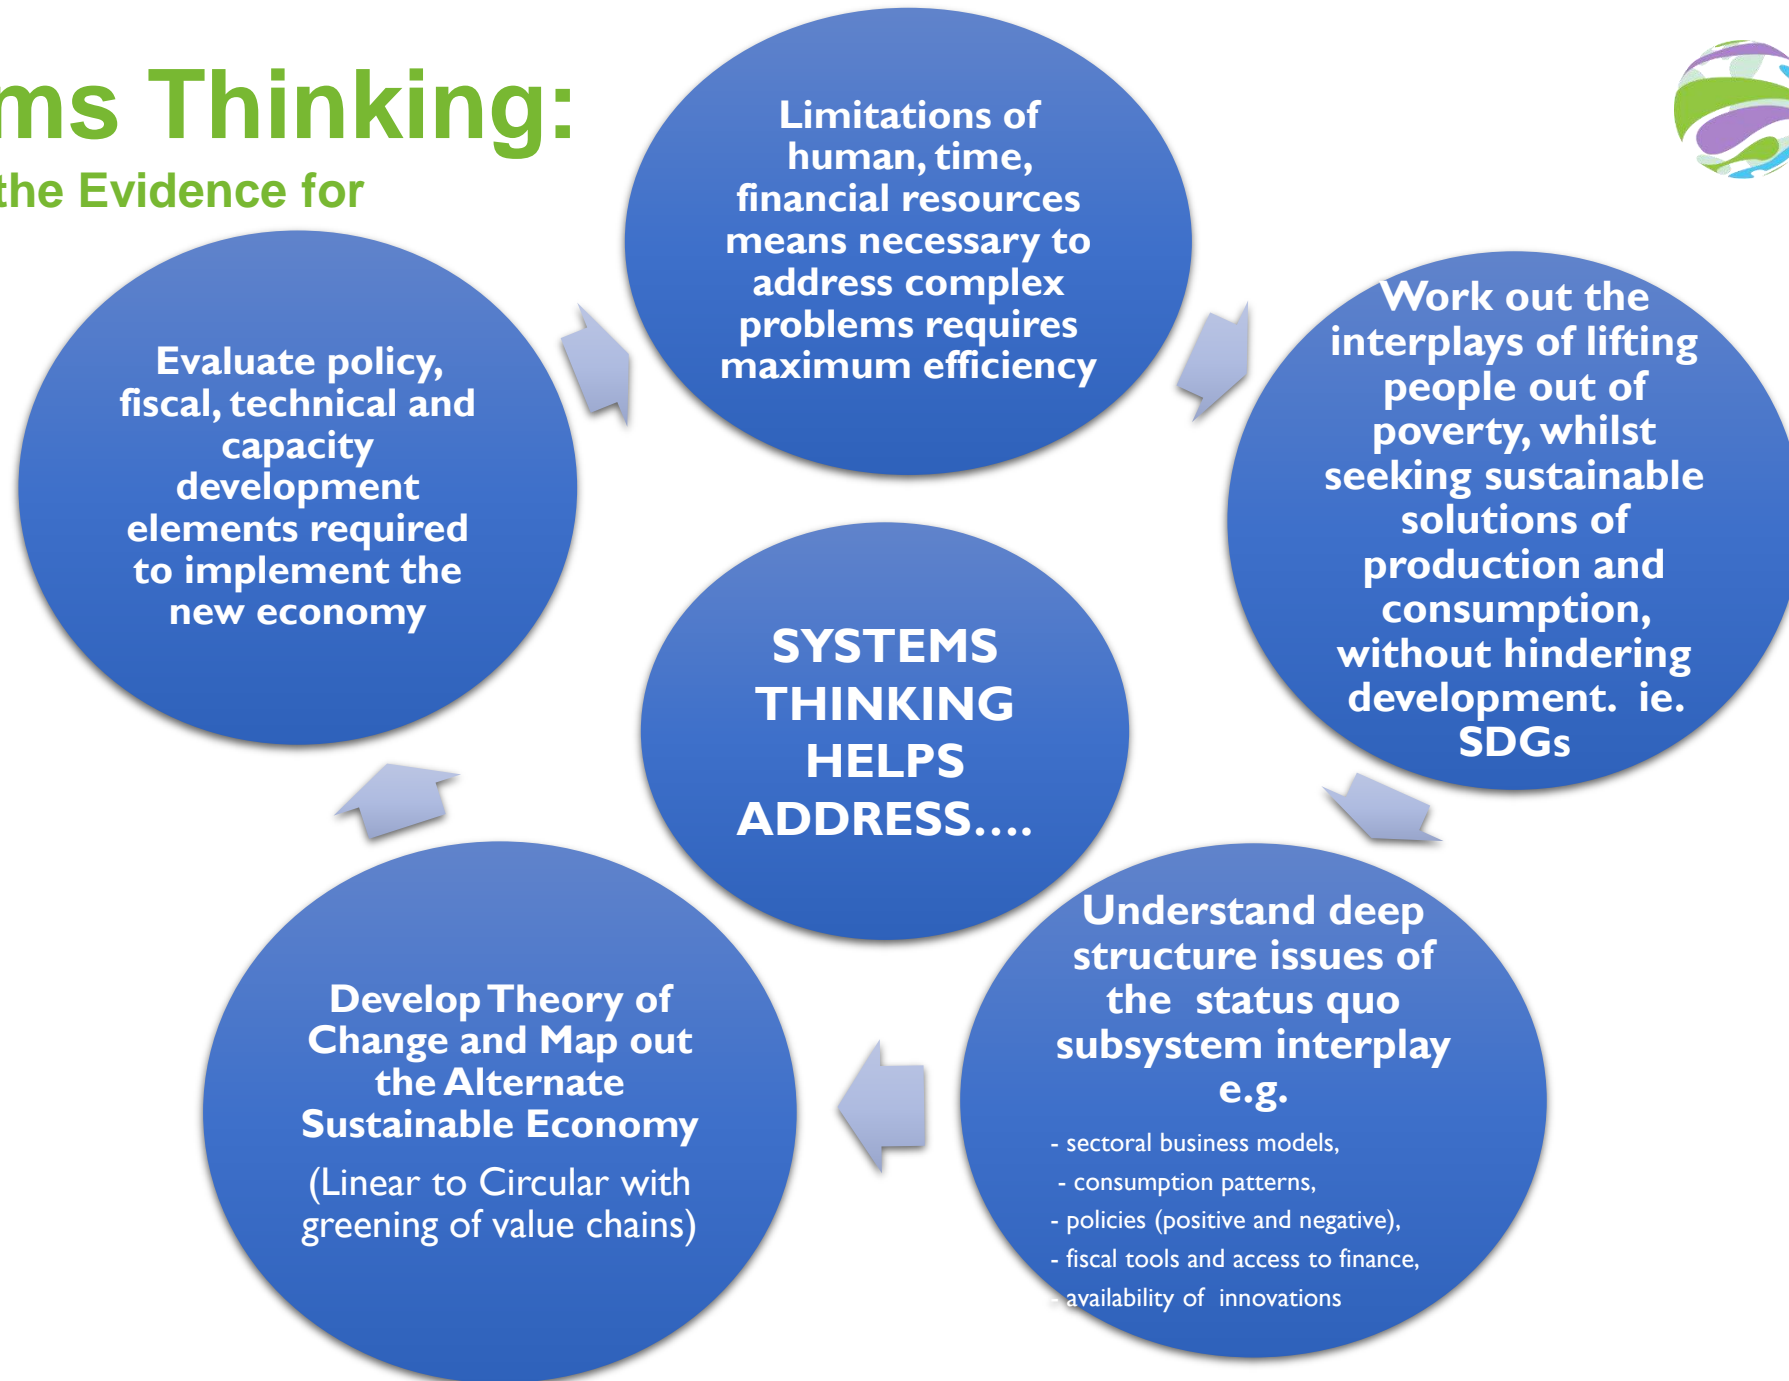 ms Thinking:
the Evidence for
Limitations of
human, time,
financial resources
means necessary to
address complex
problems requires
maximum efficiency
Work out the
interplays of lifting
people out of
poverty, whilst
seeking sustainable
solutions of
production and
consumption,
without hindering
development.  ie.
SDGs
Understand deep
structure issues of
the  status quo
subsystem interplay
e.g.
- sectoral business models,
- consumption patterns,
- policies (positive and negative),
- fiscal tools and access to finance,
- availability of  innovations
Develop Theory of
Change and Map out
the Alternate
Sustainable Economy
(Linear to Circular with
greening of value chains)
Evaluate policy,
fiscal, technical and
capacity
development
elements required
to implement the
new economy
SYSTEMS
THINKING
HELPS
ADDRESS....